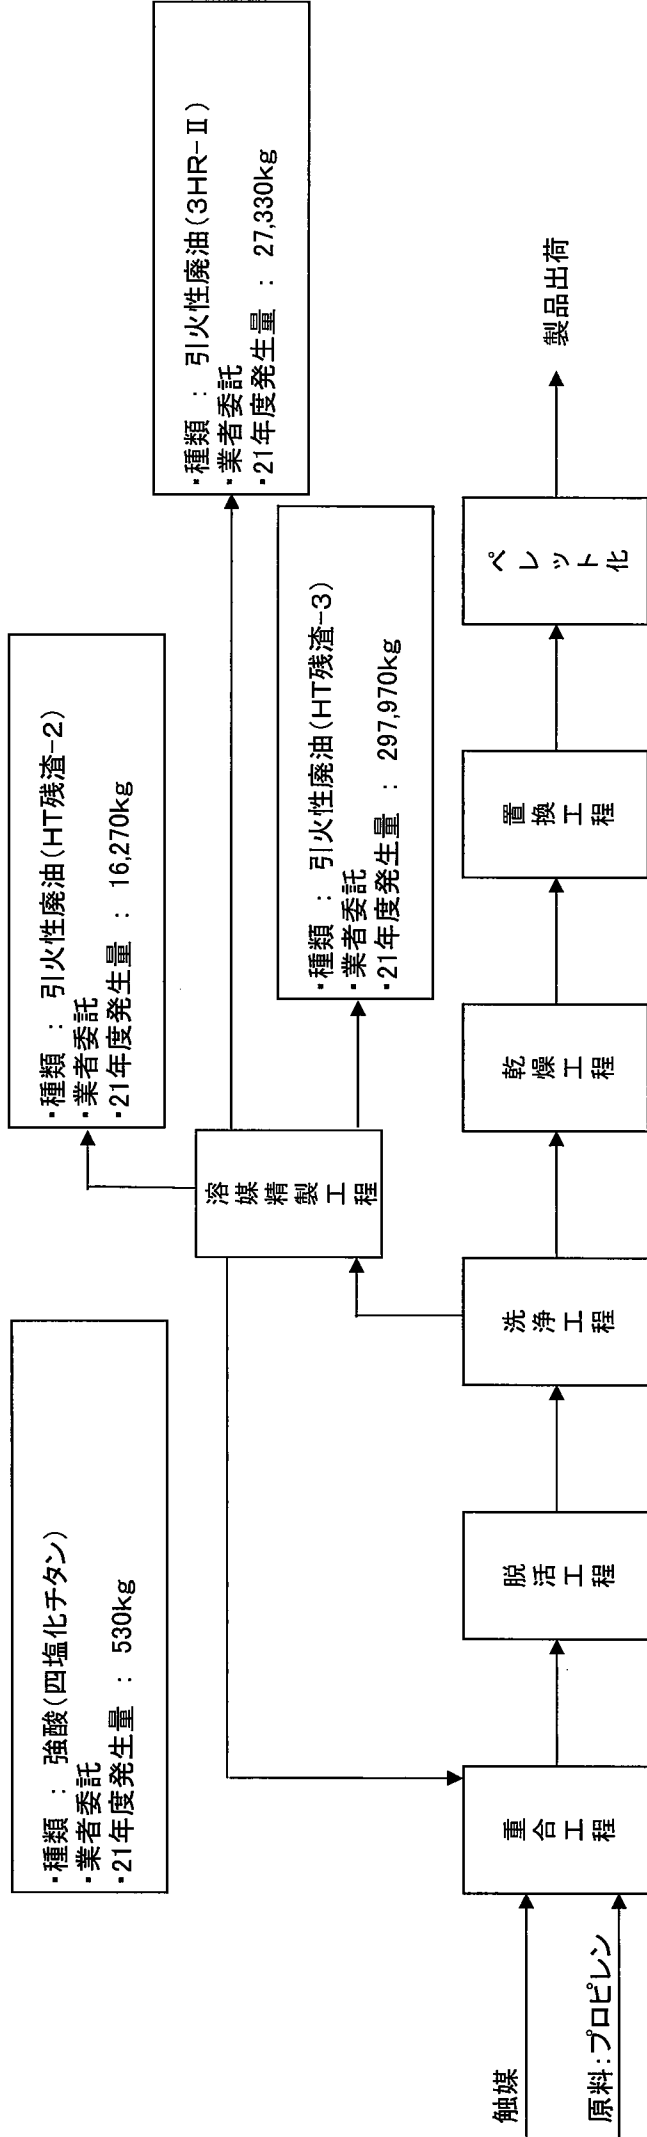 ・種類 : 強酸(四塩化チタン)
・業者委託
・21年度発生量 : 530kg
・種類 : 引火性廃油(HT残渣-2)
・業者委託
・21年度発生量 : 16,270kg
・種類 : 引火性廃油(3HR-Ⅱ)
・業者委託
・21年度発生量 : 27,330kg
・種類 : 引火性廃油(HT残渣-3)
・業者委託
・21年度発生量 : 297,970kg
溶媒精製工程
触媒
原料:プロピレン
重合工程
脱活工程
洗浄工程
乾燥工程
置換工程
ペレット化
製品出荷